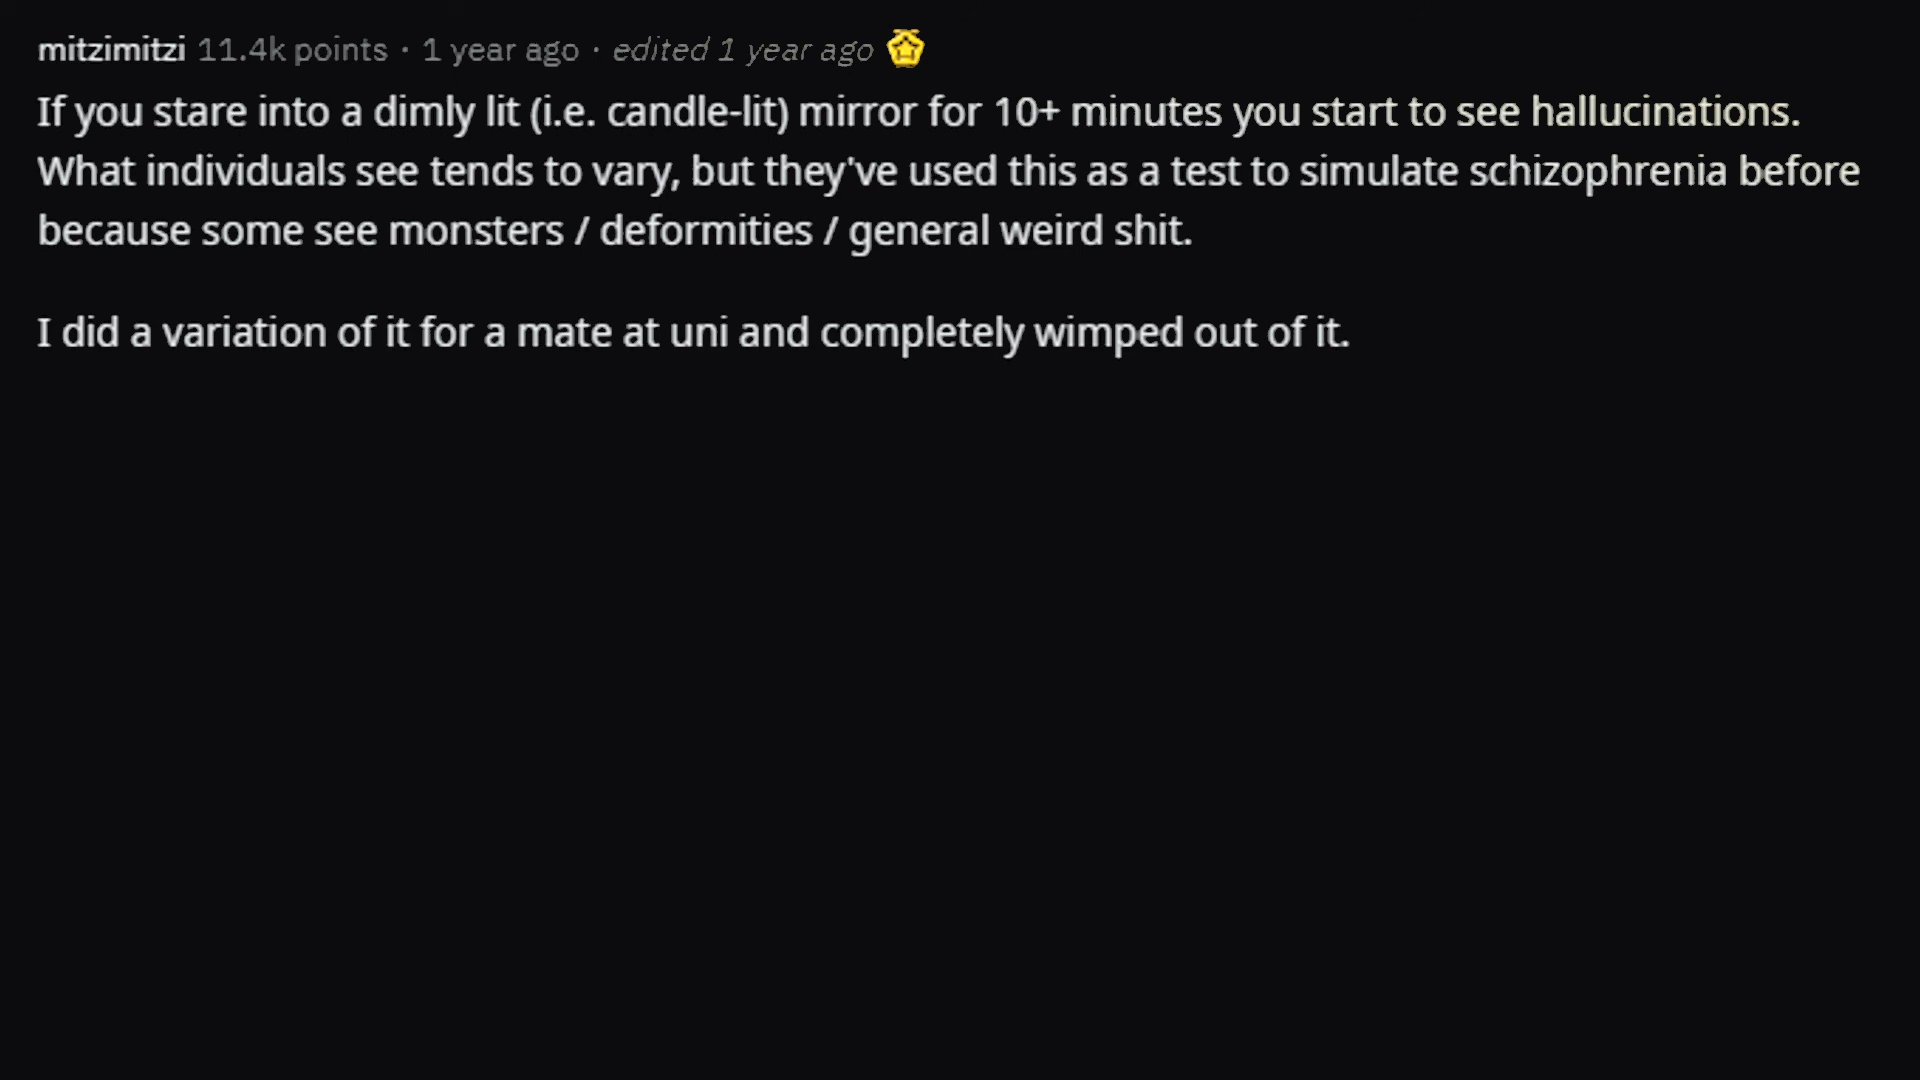 mitzimitzi 11.4k points · 1 year ago · edited 1 year ago
If you stare into a dimly lit (i.e. candle-lit) mirror for 10+ minutes you start to see hallucinations.
What individuals see tends to vary, but they've used this as a test to simulate schizophrenia before
because some see monsters / deformities / general weird shit.
I did a variation of it for a mate at uni and completely wimped out of it.